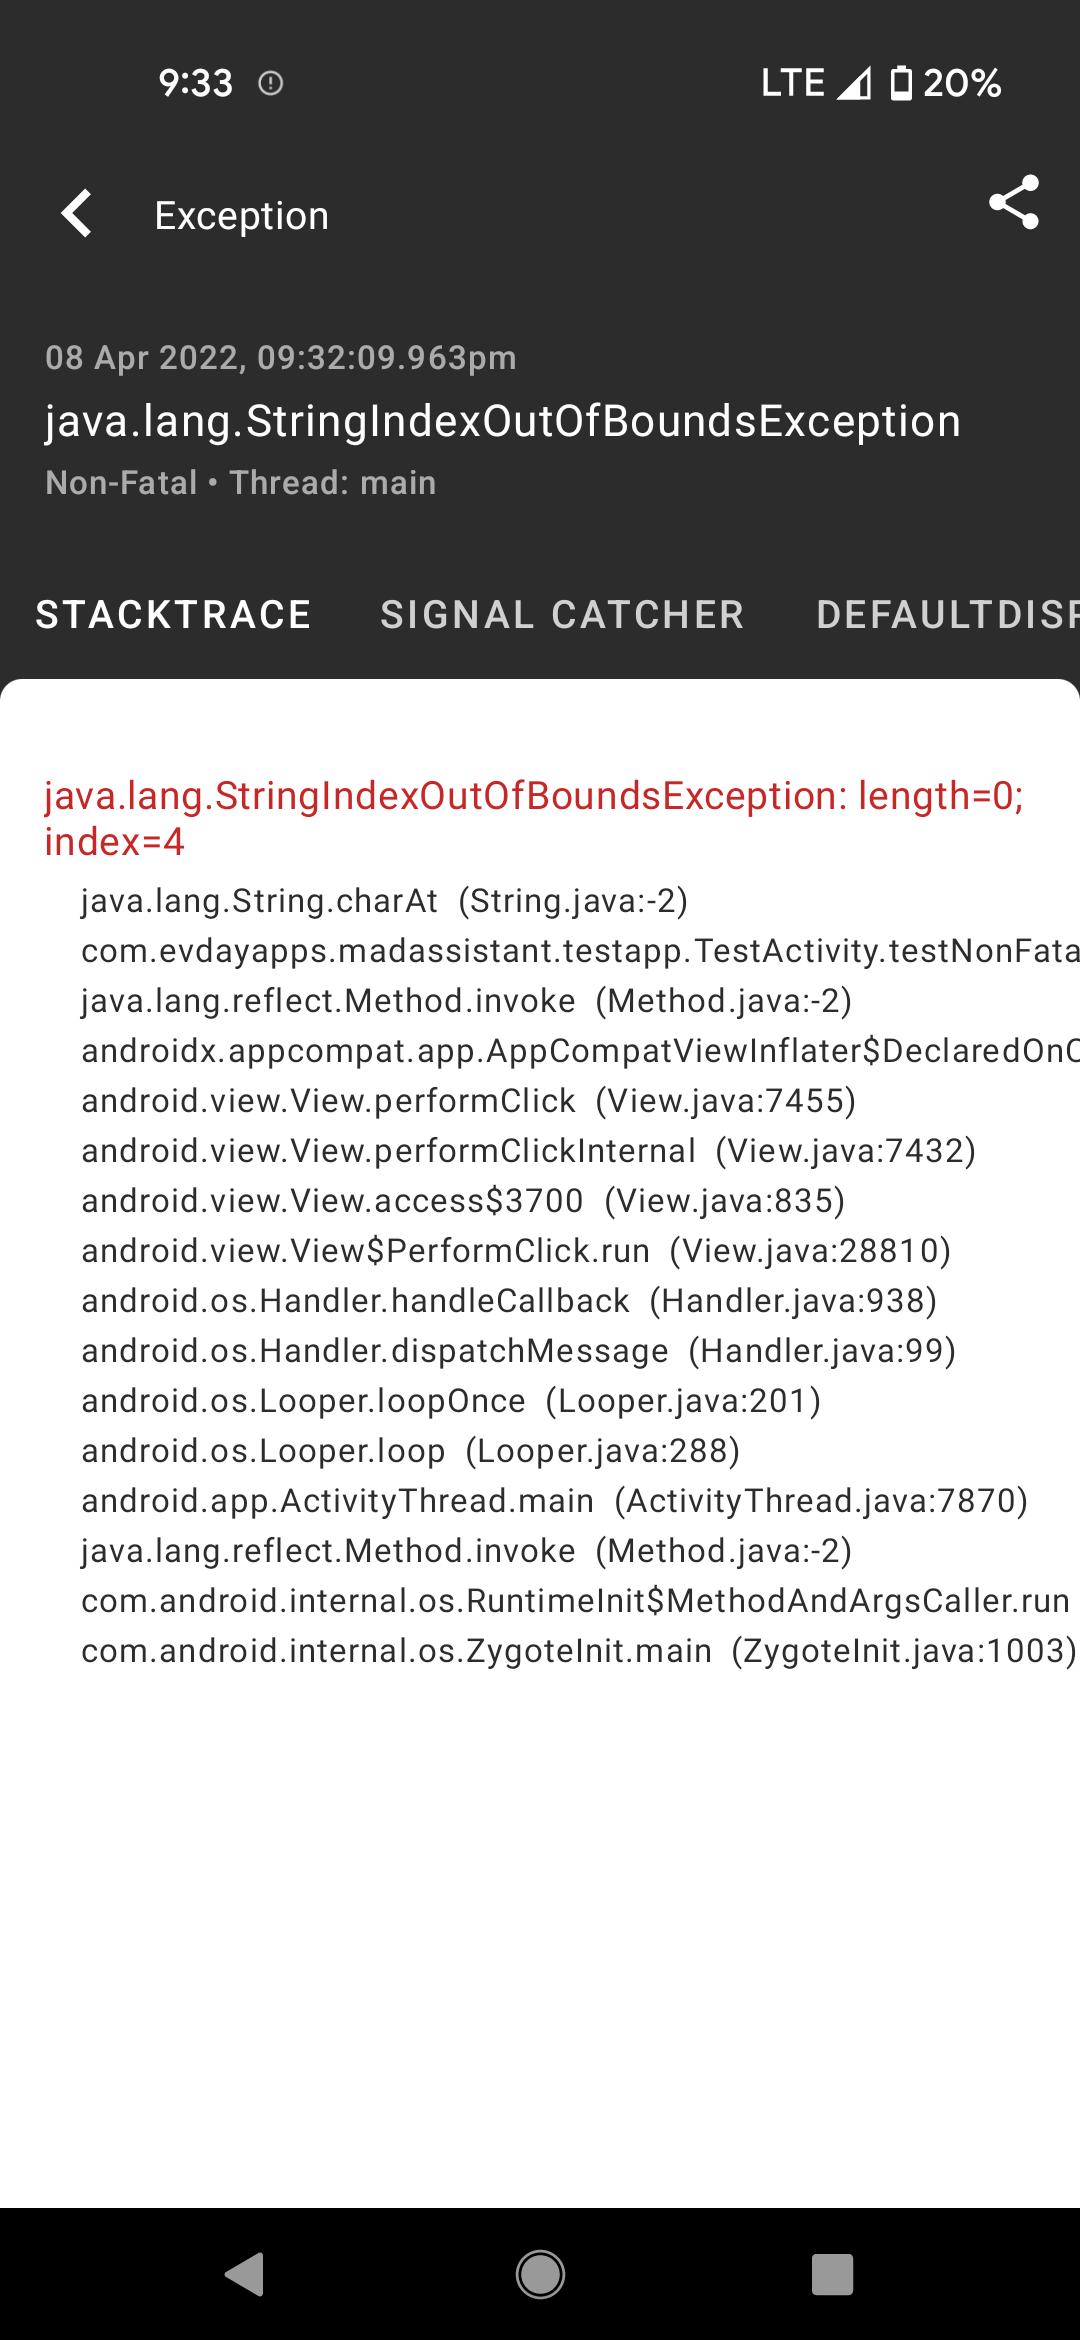 9:33 LTE 20%
Exception
08 Apr 2022, 09:32:09.963pm
java.lang.StringIndexOutOfBoundsException
Non-Fatal • Thread: main
STACKTRACE SIGNAL CATCHER DEFAULTDISP
java.lang.StringIndexOutOfBoundsException: length=0;
index=4
java.lang.String.charAt (String.java:-2)
com.evdayapps.madassistant.testapp.TestActivity.testNonFata
java.lang.reflect.Method.invoke (Method.java:-2)
androidx.appcompat.app.AppCompatViewInflater$DeclaredOnC
android.view.View.performClick (View.java:7455)
android.view.View.performClickInternal (View.java:7432)
android.view.View.access$3700 (View.java:835)
android.view.View$PerformClick.run (View.java:28810)
android.os.Handler.handleCallback (Handler.java:938)
android.os.Handler.dispatchMessage (Handler.java:99)
android.os.Looper.loopOnce (Looper.java:201)
android.os.Looper.loop (Looper.java:288)
android.app.ActivityThread.main (ActivityThread.java:7870)
java.lang.reflect.Method.invoke (Method.java:-2)
com.android.internal.os.RuntimeInit$MethodAndArgsCaller.run
com.android.internal.os.ZygoteInit.main (ZygoteInit.java:1003)